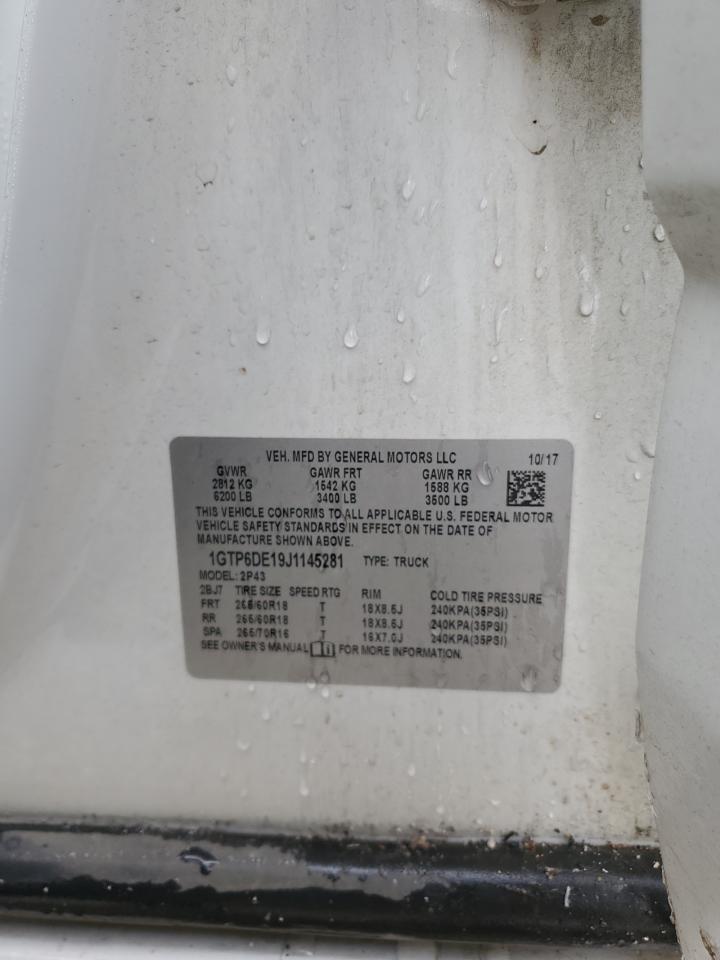 VEH. MFD BY GENERAL MOTORS LLC 10/17
GVWR GAWR FRT GAWR RR
2812 KG 1542 KG 1588 KG
6200 LB 3400 LB 3500 LB
THIS VEHICLE CONFORMS TO ALL APPLICABLE U.S. FEDERAL MOTOR
VEHICLE SAFETY STANDARDS IN EFFECT ON THE DATE OF
MANUFACTURE SHOWN ABOVE.
1GTP6DE19J1145281 TYPE: TRUCK
MODEL: 2P43
2BJ7 TIRE SIZE SPEED RTG RIM COLD TIRE PRESSURE
FRT 265/60R18 T 18X8.5J 240KPA(35PSI)
RR 265/60R18 T 18X8.5J 240KPA(35PSI)
SPA 265/70R16 T 16X7.0J 240KPA(35PSI)
SEE OWNER'S MANUAL FOR MORE INFORMATION.